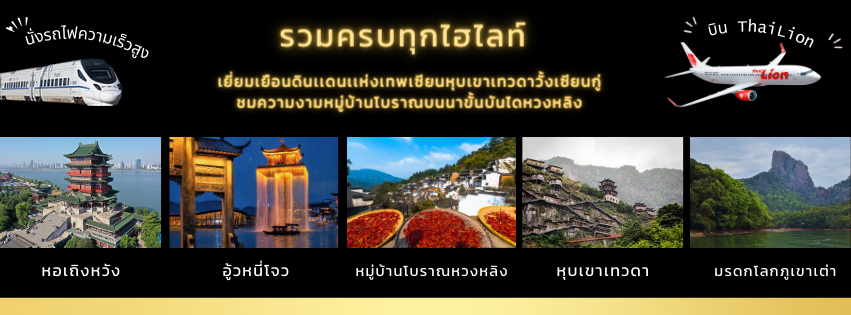 นั่งรถไฟความเร็วสูง
รวมครบทุกไฮไลท์
บิน ThaiLion
เยี่ยมเยือนดินแดนแห่งเทพเซียนหุบเขาเทวดาวั้งเซียนกู่
ชมความงามหมู่บ้านโบราณบนนาขั้นบันไดหวงหลิง
Thai Lion
หอเถิงหวัง
อู้วหนี่โจว
หมู่บ้านโบราณหวงหลิง
หุบเขาเทวดา
มรดกโลกภูเขาเต่า